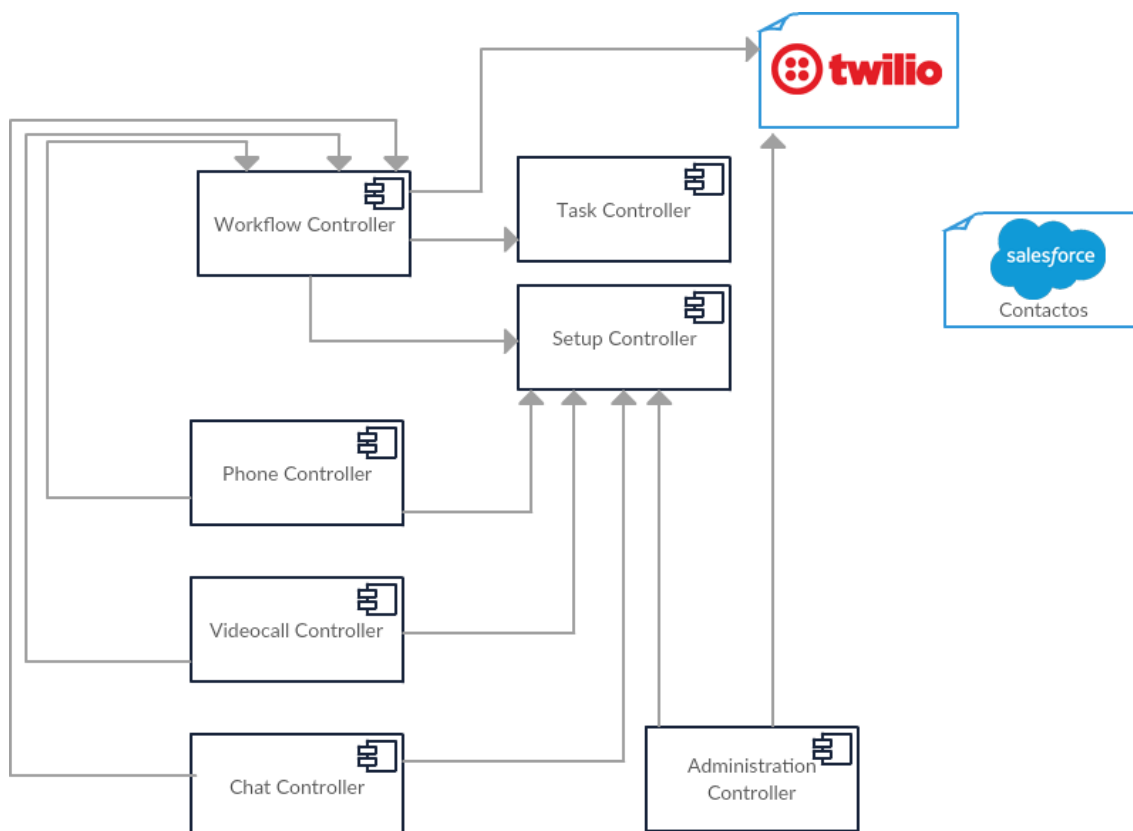 twilio
Workflow Controller
Task Controller
salesforce
Contactos
Setup Controller
Phone Controller
Videocall Controller
Chat Controller
Administration
Controller